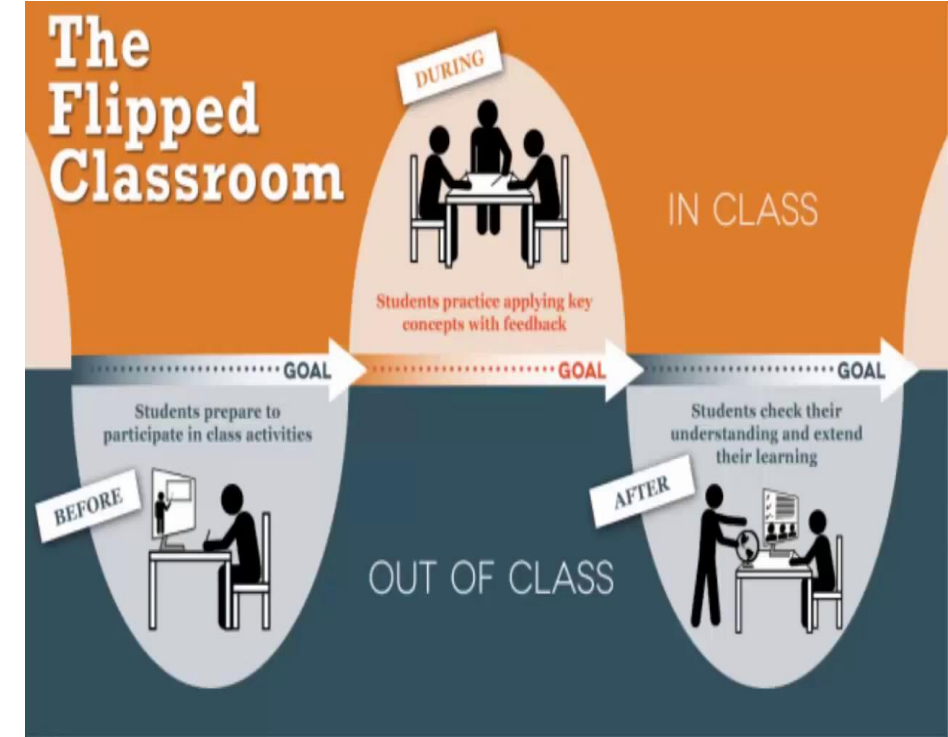 The
Flipped
Classroom
DURING
IN CLASS
Students practice applying key
concepts with feedback
GOAL
GOAL
GOAL
Students prepare to
participate in class activities
BEFORE
Students check their
understanding and extend
their learning
AFTER
OUT OF CLASS